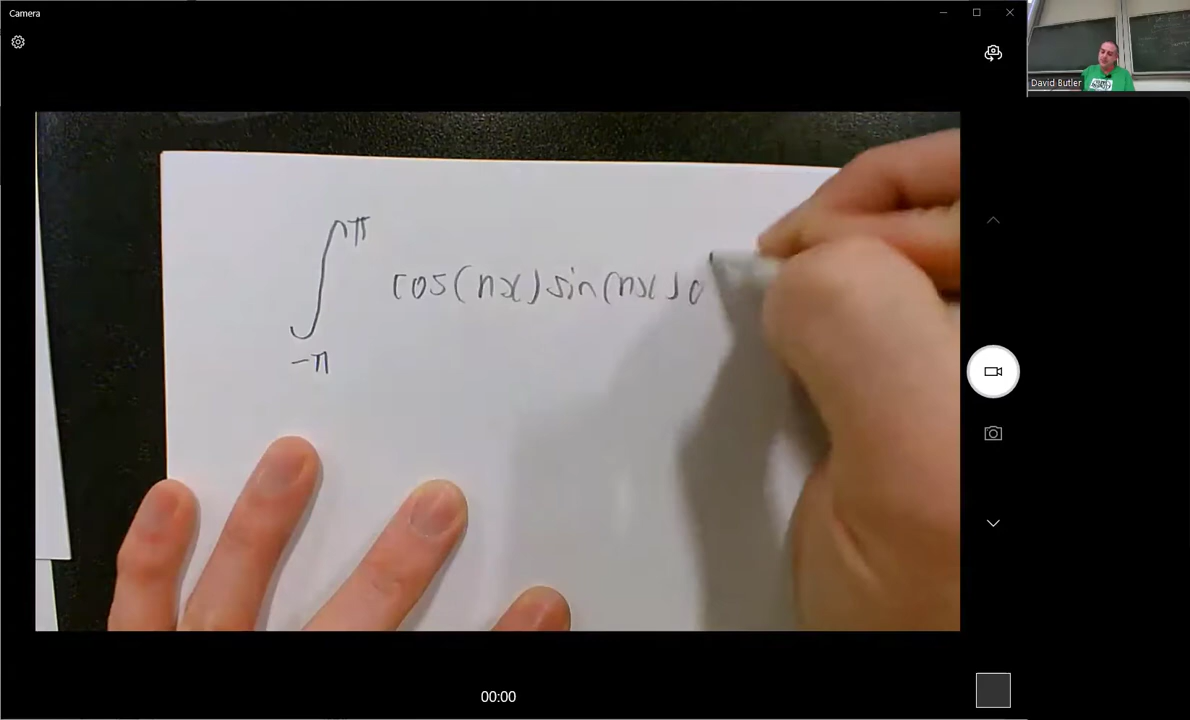 Camera
David Butler
π
∫ cos(nx) sin(nx) d
-π
00:00